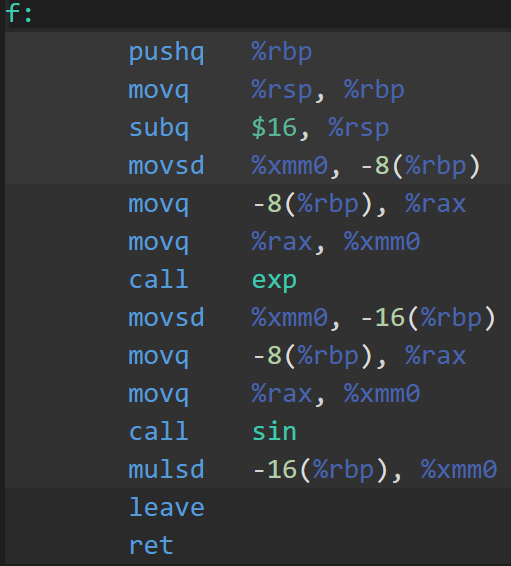 f:
pushq %rbp
movq %rsp, %rbp
subq $16, %rsp
movsd %xmm0, -8(%rbp)
movq -8(%rbp), %rax
movq %rax, %xmm0
call exp
movsd %xmm0, -16(%rbp)
movq -8(%rbp), %rax
movq %rax, %xmm0
call sin
mulsd -16(%rbp), %xmm0
leave
ret